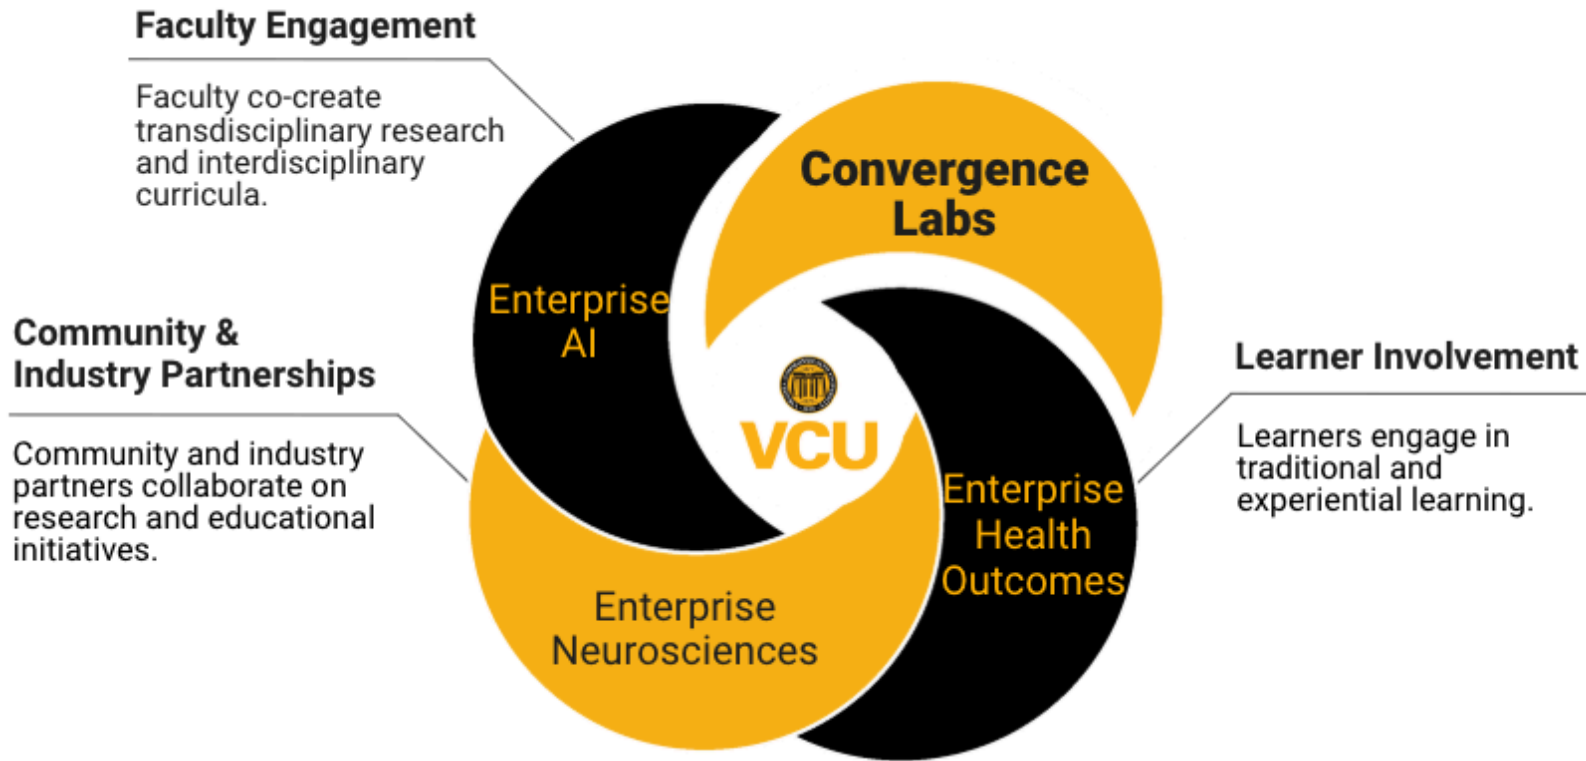 Faculty Engagement
Faculty co-create
transdisciplinary research
and interdisciplinary
curricula.
Convergence
Labs
Enterprise
AI
Community &
Industry Partnerships
Community and industry
partners collaborate on
research and educational
initiatives.
VCU
Learner Involvement
Learners engage in
traditional and
experiential learning.
Enterprise
Health
Outcomes
Enterprise
Neurosciences